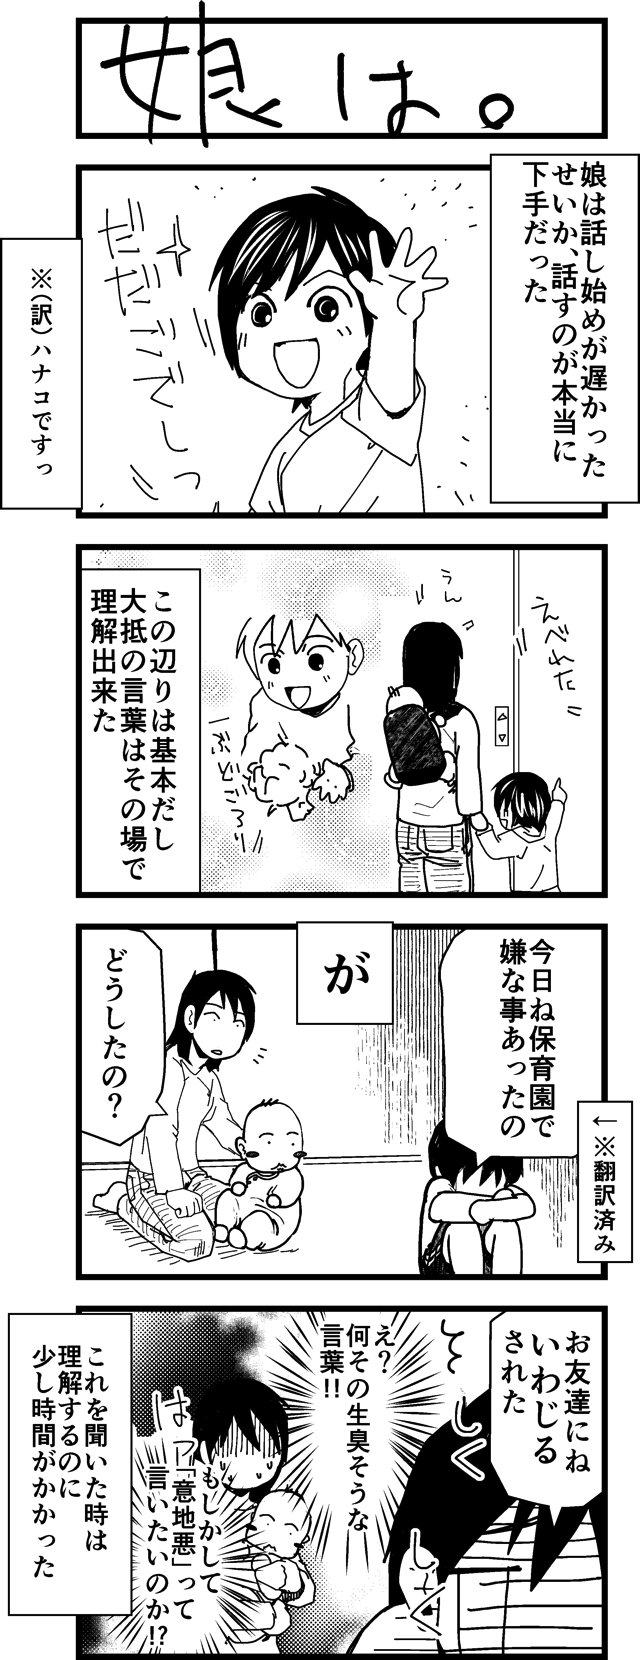 娘は。
娘は話し始めが遅かった
せいか、話すのが本当に
下手だった
だだコでしっ
※(訳)ハナコですっ
えべれた
うん
この辺りは基本だし
大抵の言葉はその場で
理解出来た
今日ね保育園で
嫌な事あったの
←※翻訳済み
が
どうしたの?
お友達にね
いわじる
された
しくしく
え?
何その生臭そうな
言葉!!
はっ
もしかして
「意地悪」って
言いたいのか!?
これを聞いた時は
理解するのに
少し時間がかかった